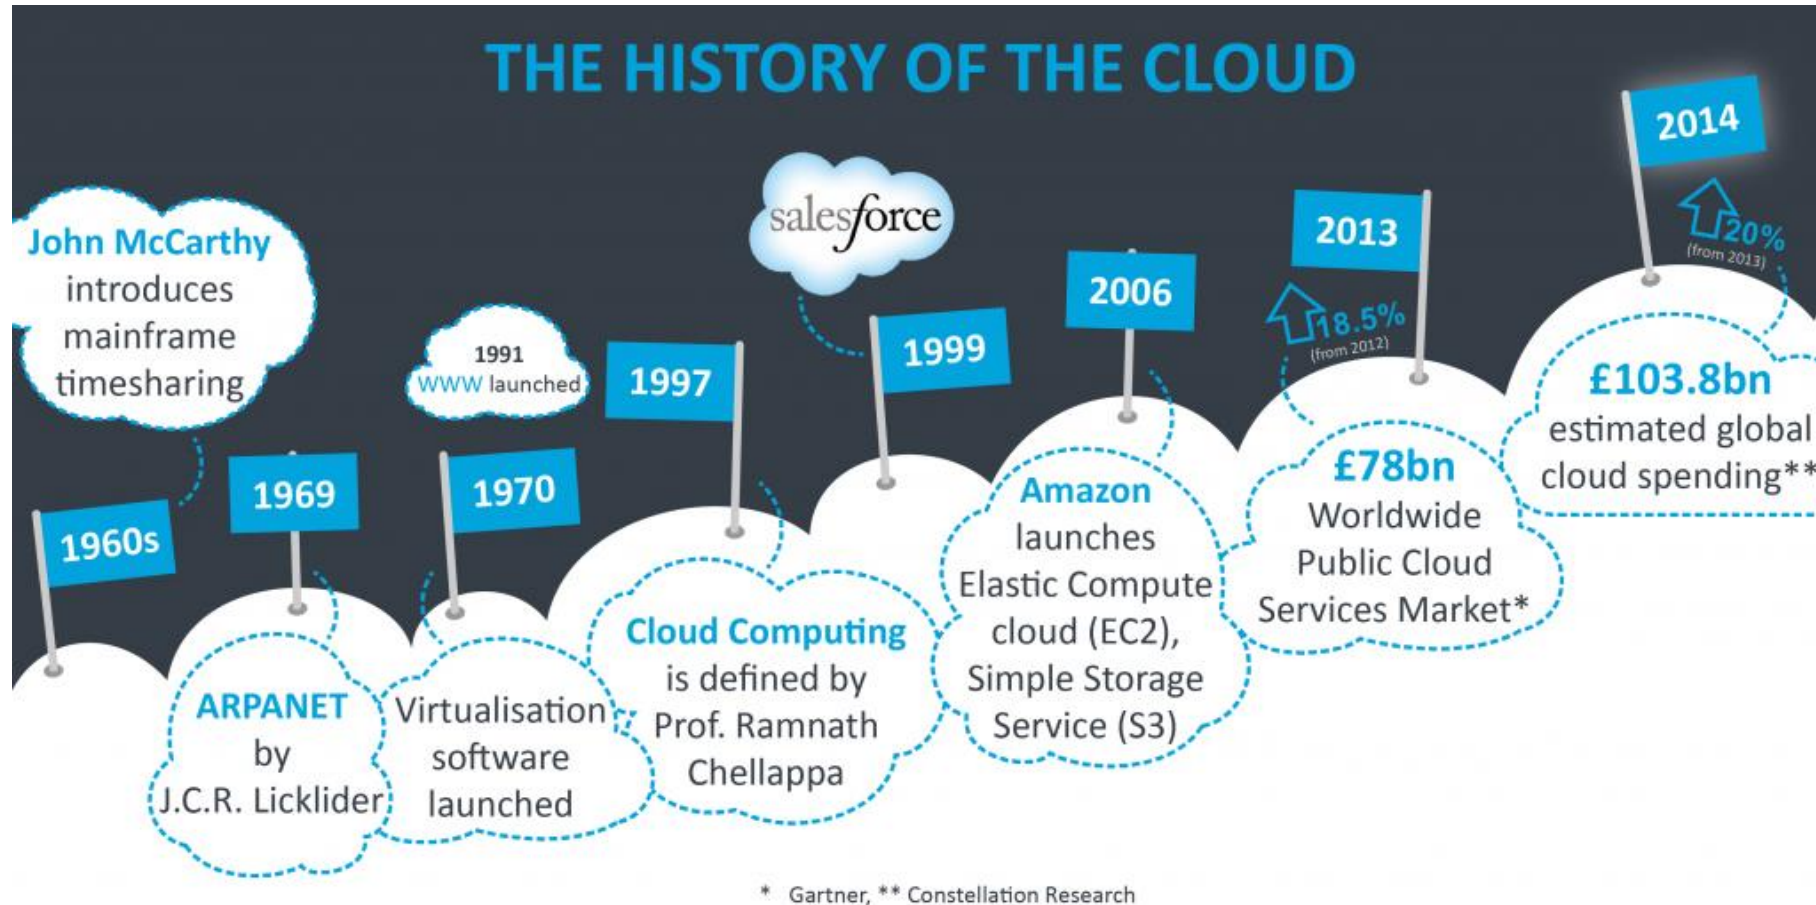 THE HISTORY OF THE CLOUD
John McCarthy
introduces
mainframe
timesharing
1960s
1969
ARPANET
by
J.C.R. Licklider
1970
Virtualisation
software
launched
1991
WWW launched
1997
Cloud Computing
is defined by
Prof. Ramnath
Chellappa
salesforce
1999
2006
Amazon
launches
Elastic Compute
cloud (EC2),
Simple Storage
Service (S3)
2013
18.5%
(from 2012)
£78bn
Worldwide
Public Cloud
Services Market*
2014
20%
(from 2013)
£103.8bn
estimated global
cloud spending**
* Gartner, ** Constellation Research